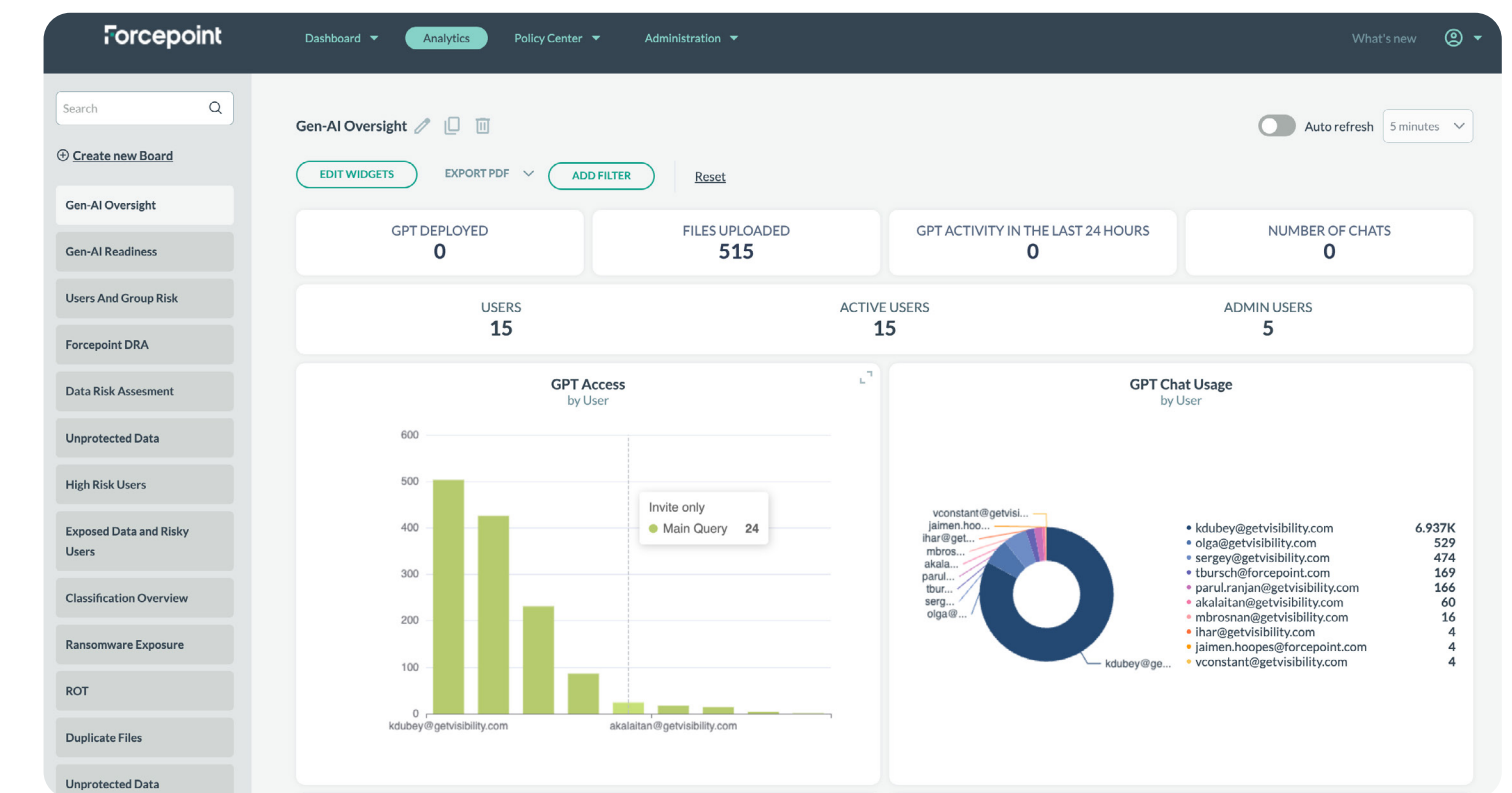 Forcepoint
Dashboard
Analytics
Policy Center
Administration
What's new
Search
Create new Board
Gen-AI Oversight
Gen-AI Readiness
Users And Group Risk
Forcepoint DRA
Data Risk Assesment
Unprotected Data
High Risk Users
Exposed Data and Risky
Users
Classification Overview
Ransomware Exposure
ROT
Duplicate Files
Unprotected Data
Gen-AI Oversight
Auto refresh
5 minutes
EDIT WIDGETS
EXPORT PDF
ADD FILTER
Reset
GPT DEPLOYED
0
FILES UPLOADED
515
GPT ACTIVITY IN THE LAST 24 HOURS
0
NUMBER OF CHATS
0
USERS
15
ACTIVE USERS
15
ADMIN USERS
5
GPT Access
by User
600
500
400
300
200
100
0
Invite only
Main Query 24
kdubey@getvisibility.com
akalaitan@getvisibility.com
GPT Chat Usage
by User
vconstant@getvisi...
jaimen.hoo...
ihar@get...
mbros...
akala...
parul...
tbur...
serg...
olga@...
kdubey@ge...
kdubey@getvisibility.com 6.937K
olga@getvisibility.com 529
sergey@getvisibility.com 474
tbursch@forcepoint.com 169
parul.ranjan@getvisibility.com 166
akalaitan@getvisibility.com 60
mbrosnan@getvisibility.com 16
ihar@getvisibility.com 4
jaimen.hoopes@forcepoint.com 4
vconstant@getvisibility.com 4